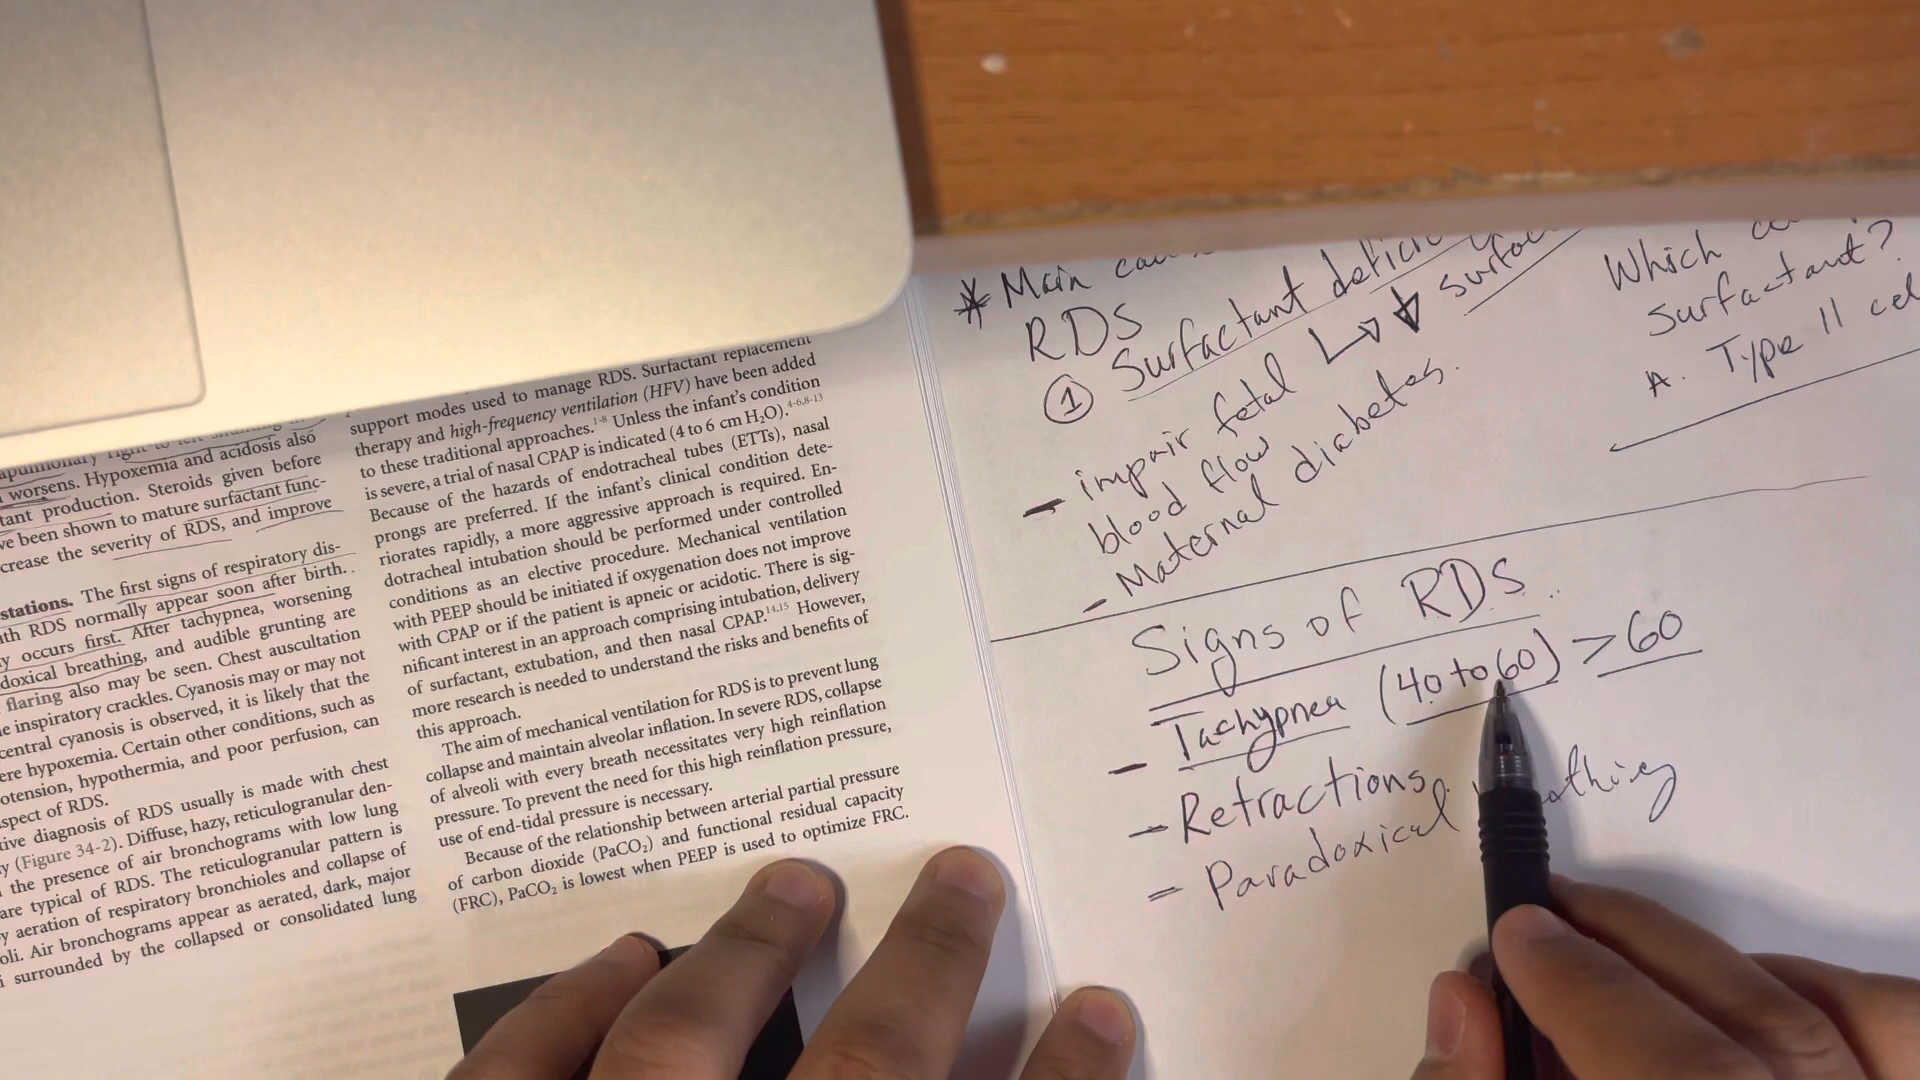 worsens. Hypoxemia and acidosis also
production. Steroids given before
been shown to mature surfactant func-
crease the severity of RDS, and improve
The first signs of respiratory dis-
RDS normally appear soon after birth.
occurs first. After tachypnea, worsening
breathing, and audible grunting are
flaring also may be seen. Chest auscultation
inspiratory crackles. Cyanosis may or may not
central cyanosis is observed, it is likely that the
hypoxemia. Certain other conditions, such as
hypothermia, and poor perfusion, can
of RDS.
diagnosis of RDS usually is made with chest
(Figure 34-2). Diffuse, hazy, reticulogranular den-
the presence of air bronchograms with low lung
are typical of RDS. The reticulogranular pattern is
aeration of respiratory bronchioles and collapse of
Air bronchograms appear as aerated, dark, major
surrounded by the collapsed or consolidated lung
support modes used to manage RDS. Surfactant replacement
therapy and high-frequency ventilation (HFV) have been added
to these traditional approaches.1-8 Unless the infant's condition
is severe, a trial of nasal CPAP is indicated (4 to 6 cm H₂O).4-6,8-13
Because of the hazards of endotracheal tubes (ETTs), nasal
prongs are preferred. If the infant's clinical condition dete-
riorates rapidly, a more aggressive approach is required. En-
dotracheal intubation should be performed under controlled
conditions as an elective procedure. Mechanical ventilation
with PEEP should be initiated if oxygenation does not improve
with CPAP or if the patient is apneic or acidotic. There is sig-
nificant interest in an approach comprising intubation, delivery
of surfactant, extubation, and then nasal CPAP.14,15 However,
more research is needed to understand the risks and benefits of
this approach.
The aim of mechanical ventilation for RDS is to prevent lung
collapse and maintain alveolar inflation. In severe RDS, collapse
of alveoli with every breath necessitates very high reinflation
pressure. To prevent the need for this high reinflation pressure,
use of end-tidal pressure is necessary.
Because of the relationship between arterial partial pressure
of carbon dioxide (PaCO₂) and functional residual capacity
(FRC), PaCO₂ is lowest when PEEP is used to optimize FRC.
* Main
RDS
① Surfactant
- impair fetal
blood flow
- Maternal diabetes.
Which
surfactant?
A. Type II
Signs of RDS
- Tachypnea (40 to 60) > 60
- Retractions
- Paradoxical